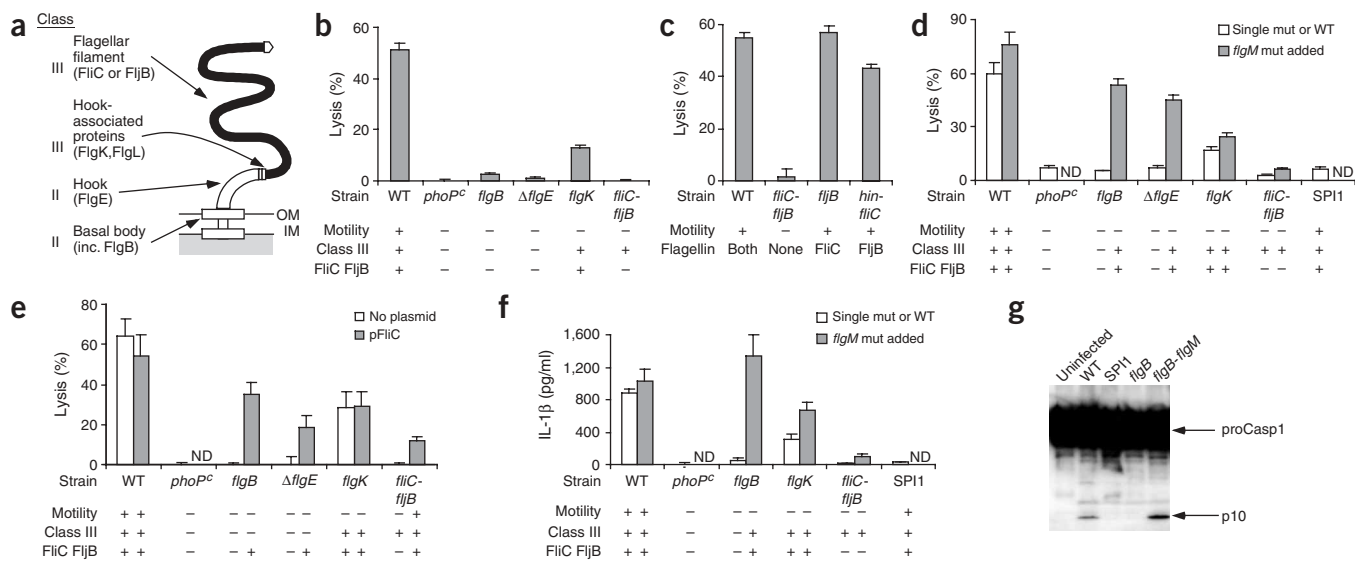 a
Class
III
Flagellar
filament
(FliC or FljB)
III
Hook-
associated
proteins
(FlgK,FlgL)
II
Hook
(FlgE)
II
Basal body
(inc. FlgB)
OM
IM
b
Lysis (%)
60
40
20
0
Strain WT phoPᶜ flgB ΔflgE flgK fliC-
fljB
Motility + – – – – –
Class III + – – – + +
FliC FljB + – – – + –
c
Lysis (%)
60
40
20
0
Strain WT fliC- fljB hin-
fljB fliC
Motility + – + +
Flagellin Both None FliC FljB
d
Lysis (%)
90
60
30
0
Single mut or WT
flgM mut added
ND
ND
Strain WT phoPᶜ flgB ΔflgE flgK fliC- SPI1
fljB
Motility + + – – – – – – – – – +
Class III + + – – + – + + + + + +
FliC FljB + + – – + – + + + – – +
e
Lysis (%)
80
60
40
20
0
No plasmid
pFliC
ND
Strain WT phoPᶜ flgB ΔflgE flgK fliC-
fljB
Motility + + – – – – – – – – +
Class III + + – – – – – + + + +
FliC FljB + + – – + – + + + – +
f
IL-1β (pg/ml)
1,600
1,200
800
400
0
Single mut or WT
flgM mut added
ND
ND
Strain WT phoPᶜ flgB flgK fliC- SPI1
fljB
Motility + + – – – – – – – +
Class III + + – – + + + + + +
FliC FljB + + – – + + + – – +
g
Uninfected
WT
SPI1
flgB
flgB-flgM
proCasp1
p10